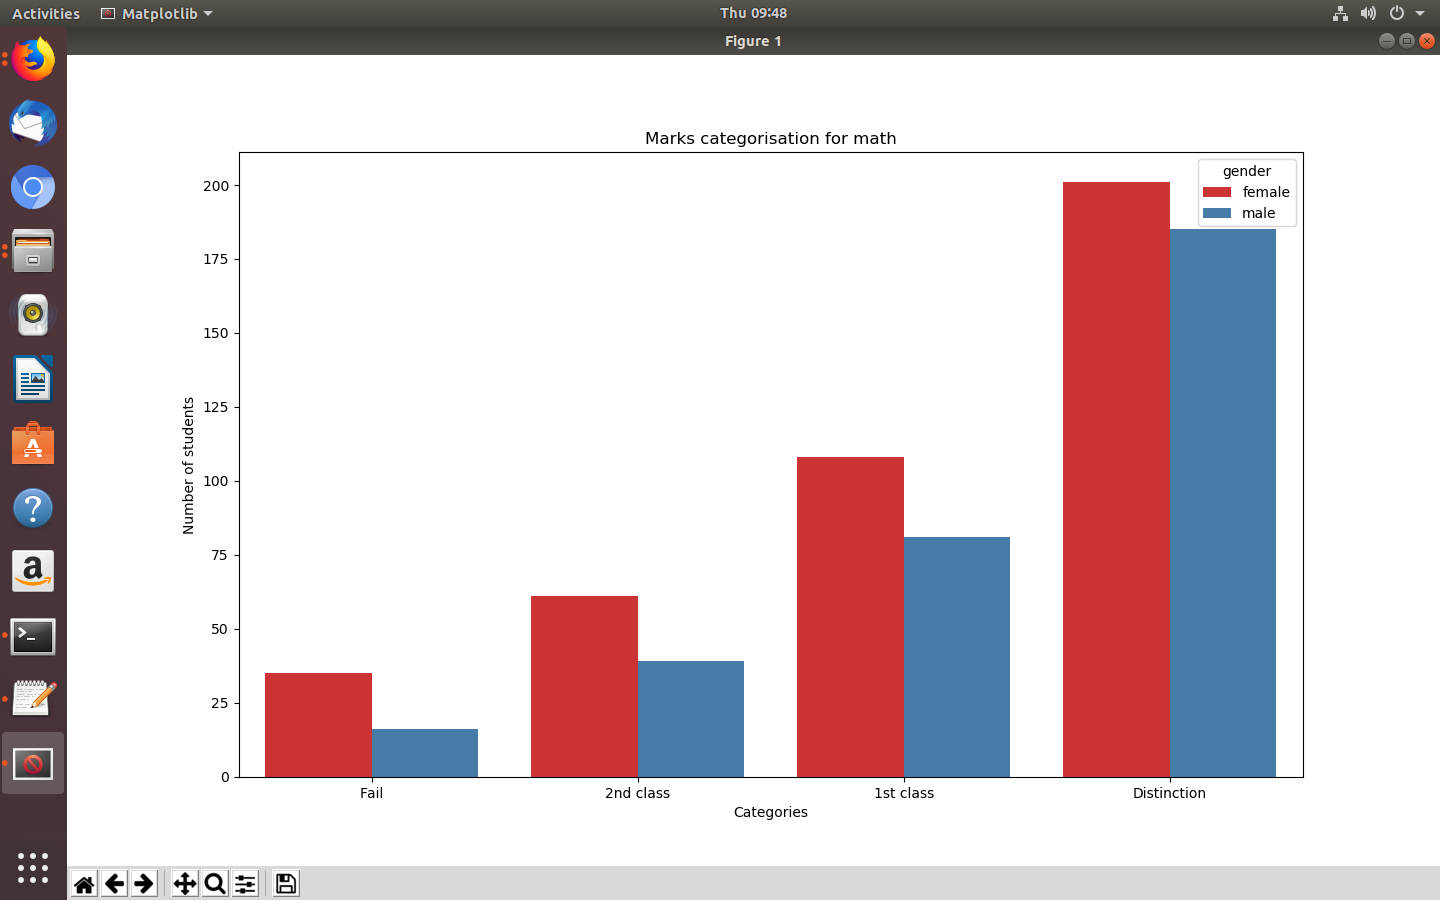 Activities
Matplotlib
Thu 09:48
Figure 1
Marks categorisation for math
gender
female
male
200
175
150
125
100
75
50
25
0
Number of students
Fail
2nd class
1st class
Distinction
Categories